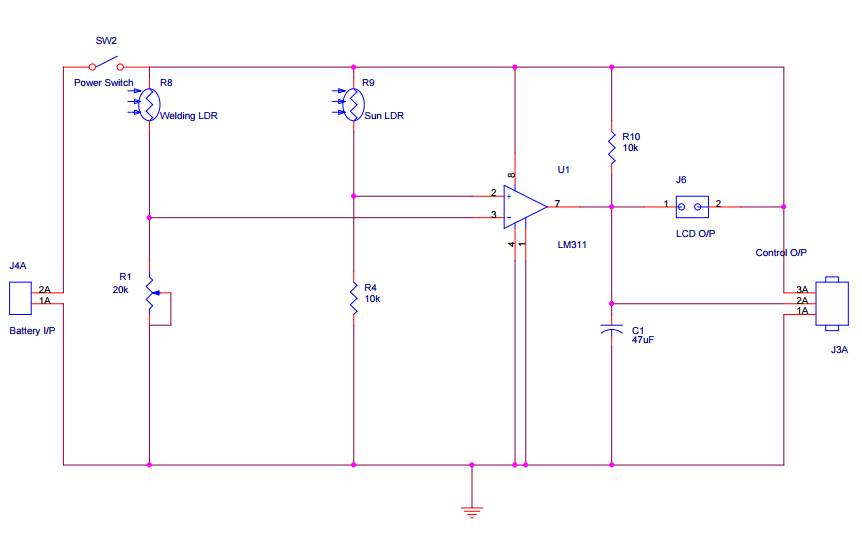 SW2
Power Switch
R8
Welding LDR
R9
Sun LDR
R10
10k
U1
8
2
+
3
-
7
4
1
LM311
J6
1
2
LCD O/P
Control O/P
J4A
2A
1A
Battery I/P
R1
20k
R4
10k
C1
47uF
3A
2A
1A
J3A